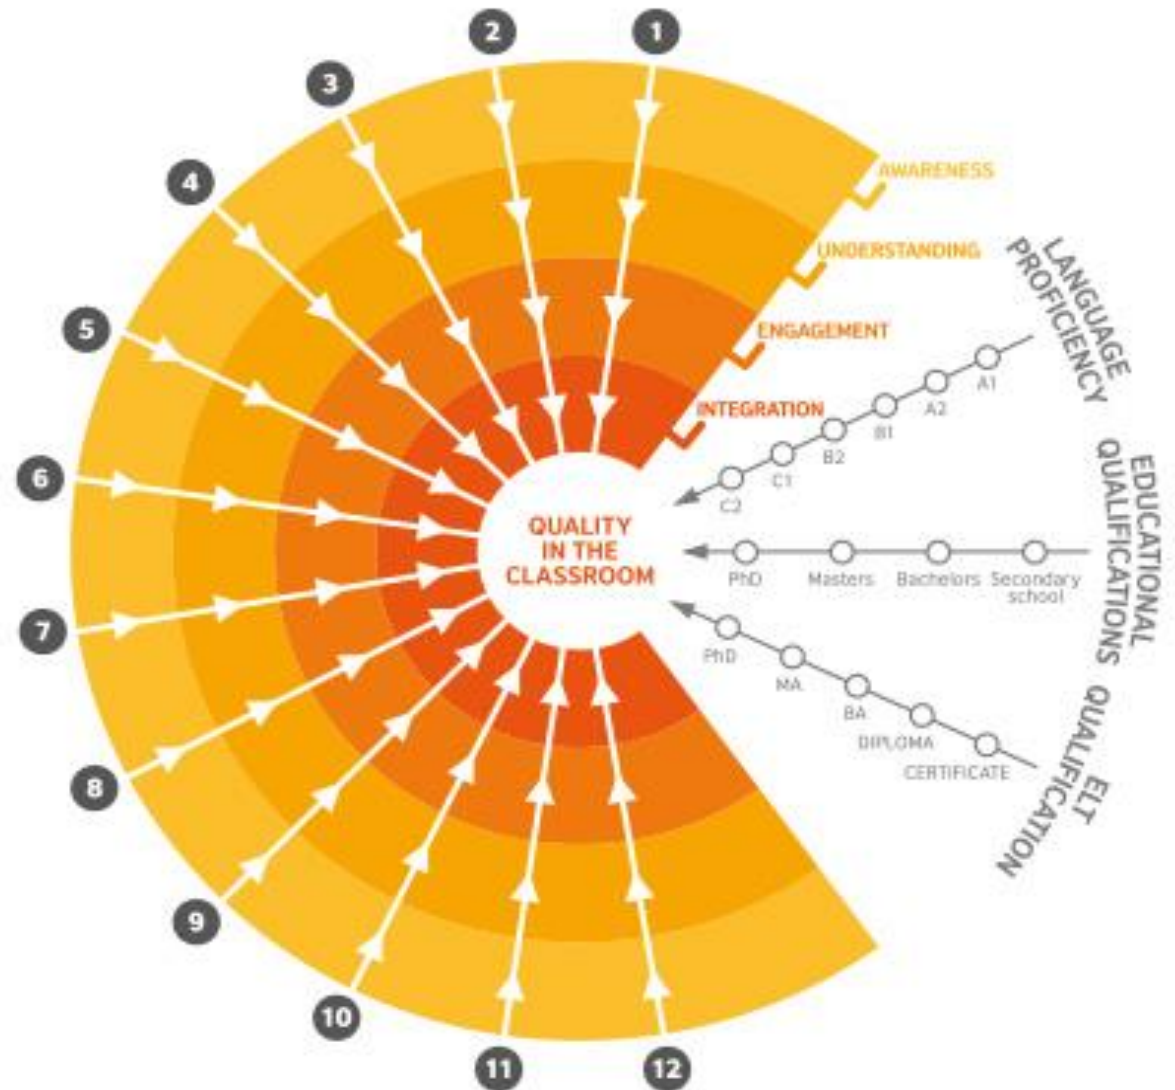 2
1
3
4
5
6
7
8
9
10
11
12
AWARENESS
UNDERSTANDING
ENGAGEMENT
INTEGRATION
QUALITY
IN THE
CLASSROOM
LANGUAGE
PROFICIENCY
A1
A2
B1
B2
C1
C2
EDUCATIONAL
QUALIFICATIONS
PhD
Masters
Bachelors
Secondary
school
ELT
QUALIFICATION
PhD
MA
BA
DIPLOMA
CERTIFICATE